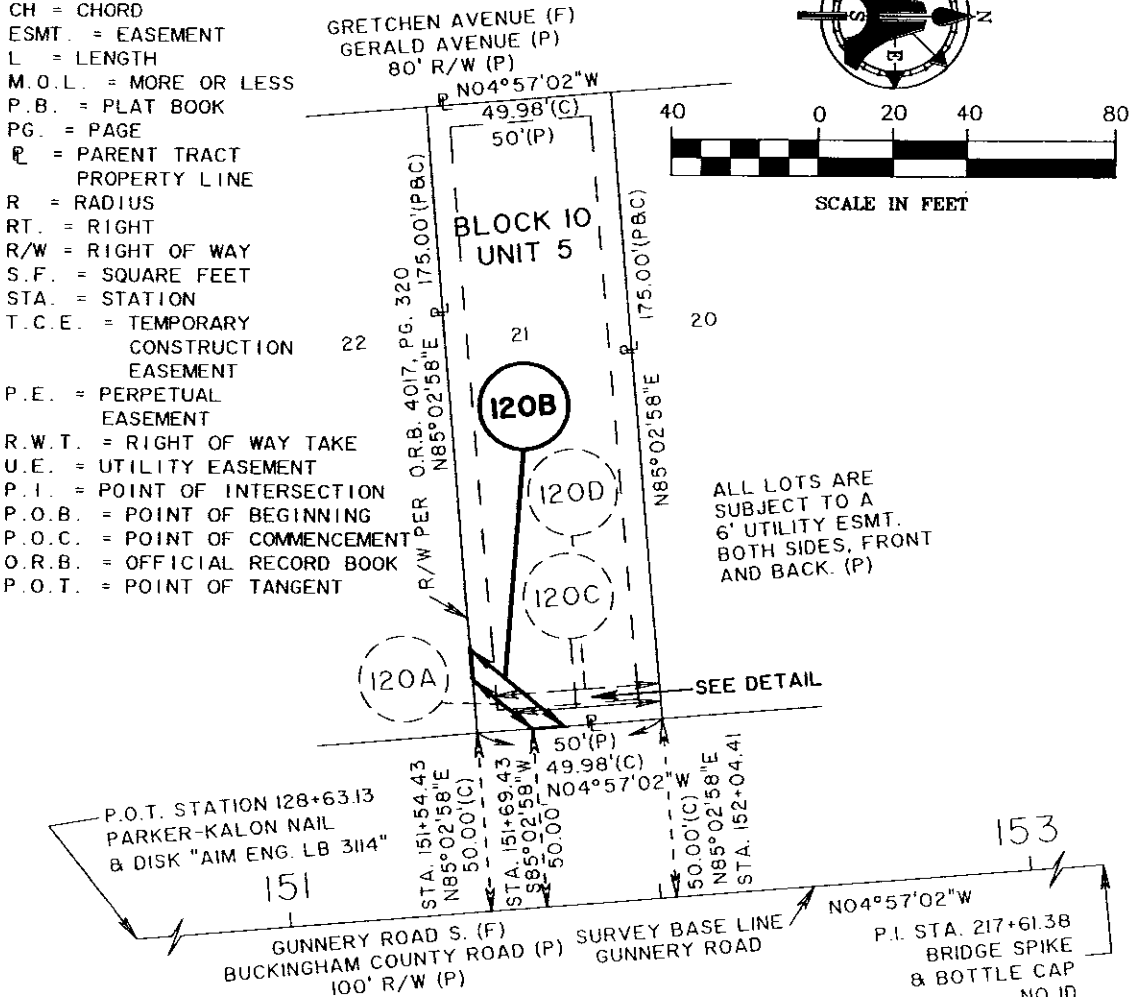 CH = CHORD
ESMT. = EASEMENT
L = LENGTH
M.O.L. = MORE OR LESS
P.B. = PLAT BOOK
PG. = PAGE
PL = PARENT TRACT
PROPERTY LINE
R = RADIUS
RT. = RIGHT
R/W = RIGHT OF WAY
S.F. = SQUARE FEET
STA. = STATION
T.C.E. = TEMPORARY
CONSTRUCTION
EASEMENT
P.E. = PERPETUAL
EASEMENT
R.W.T. = RIGHT OF WAY TAKE
U.E. = UTILITY EASEMENT
P.I. = POINT OF INTERSECTION
P.O.B. = POINT OF BEGINNING
P.O.C. = POINT OF COMMENCEMENT
O.R.B. = OFFICIAL RECORD BOOK
P.O.T. = POINT OF TANGENT
GRETCHEN AVENUE (F)
GERALD AVENUE (P)
80' R/W (P)
PL N04°57'02"W
49.98'(C)
50'(P)
S
N
E
40 0 20 40 80
SCALE IN FEET
BLOCK 10
UNIT 5
22
21
20
R/W PER O.R.B. 4017, PG. 320
N85°02'58"E PL 175.00'(P&C)
N85°02'58"E PL 175.00'(P&C)
120B
120D
120C
120A
ALL LOTS ARE
SUBJECT TO A
6' UTILITY ESMT.
BOTH SIDES, FRONT
AND BACK. (P)
SEE DETAIL
PL
50'(P)
49.98'(C)
N04°57'02"W
STA. 151+54.43
N85°02'58"E
50.00'(C)
STA. 151+69.43
S85°02'58"W
50.00'
50.00'(C)
N85°02'58"E
STA. 152+04.41
P.O.T. STATION 128+63.13
PARKER-KALON NAIL
& DISK "AIM ENG. LB 3114"
151
153
GUNNERY ROAD S. (F)
BUCKINGHAM COUNTY ROAD (P)
100' R/W (P)
SURVEY BASE LINE
GUNNERY ROAD
N04°57'02"W
P.I. STA. 217+61.38
BRIDGE SPIKE
& BOTTLE CAP
NO ID